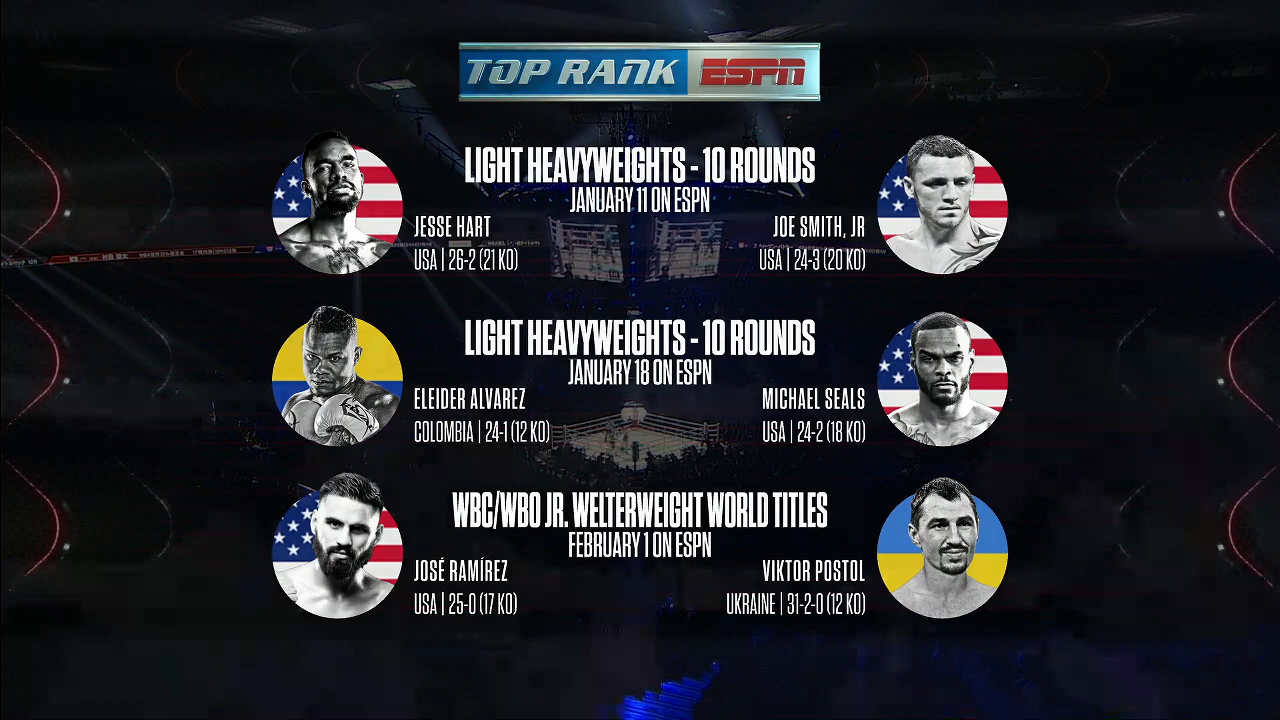 TOP RANK ESPN
LIGHT HEAVYWEIGHTS - 10 ROUNDS
JANUARY 11 ON ESPN
JESSE HART
USA | 26-2 (21 KO)
JOE SMITH, JR
USA | 24-3 (20 KO)
LIGHT HEAVYWEIGHTS - 10 ROUNDS
JANUARY 18 ON ESPN
ELEIDER ALVAREZ
COLOMBIA | 24-1 (12 KO)
MICHAEL SEALS
USA | 24-2 (18 KO)
WBC/WBO JR. WELTERWEIGHT WORLD TITLES
FEBRUARY 1 ON ESPN
JOSÉ RAMÍREZ
USA | 25-0 (17 KO)
VIKTOR POSTOL
UKRAINE | 31-2-0 (12 KO)